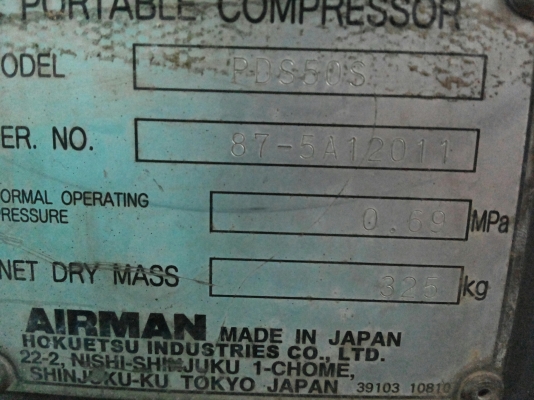 PORTABLE COMPRESSOR
ODEL PDS50S
ER. NO. 87-5A12011
ORMAL OPERATING
RESSURE 0.69 MPa
NET DRY MASS 325 kg
AIRMAN MADE IN JAPAN
HOKUETSU INDUSTRIES CO., LTD.
22-2, NISHI-SHINJUKU 1-CHOME,
SHINJUKU-KU TOKYO JAPAN 39103 10810